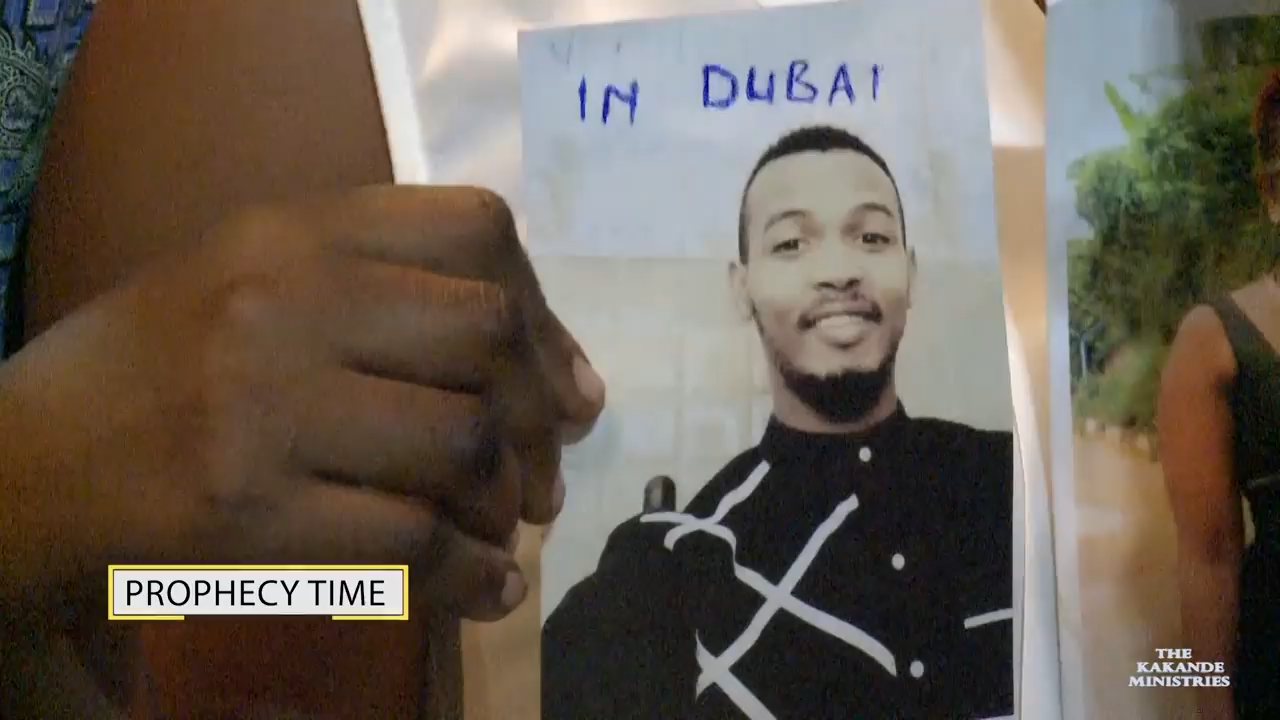 IN DUBAI
PROPHECY TIME
THE
KAKANDE
MINISTRIES